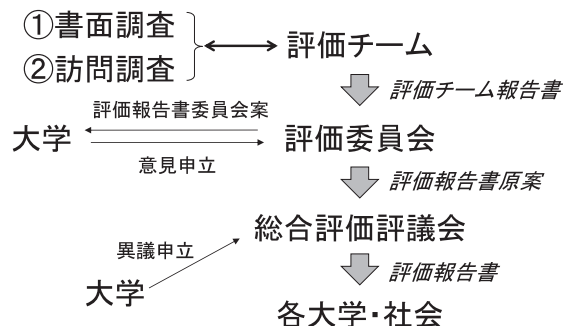 ①書面調査
②訪問調査
評価チーム
評価チーム報告書
評価報告書委員会案
大学
評価委員会
意見申立
評価報告書原案
総合評価評議会
異議申立
評価報告書
大学
各大学・社会